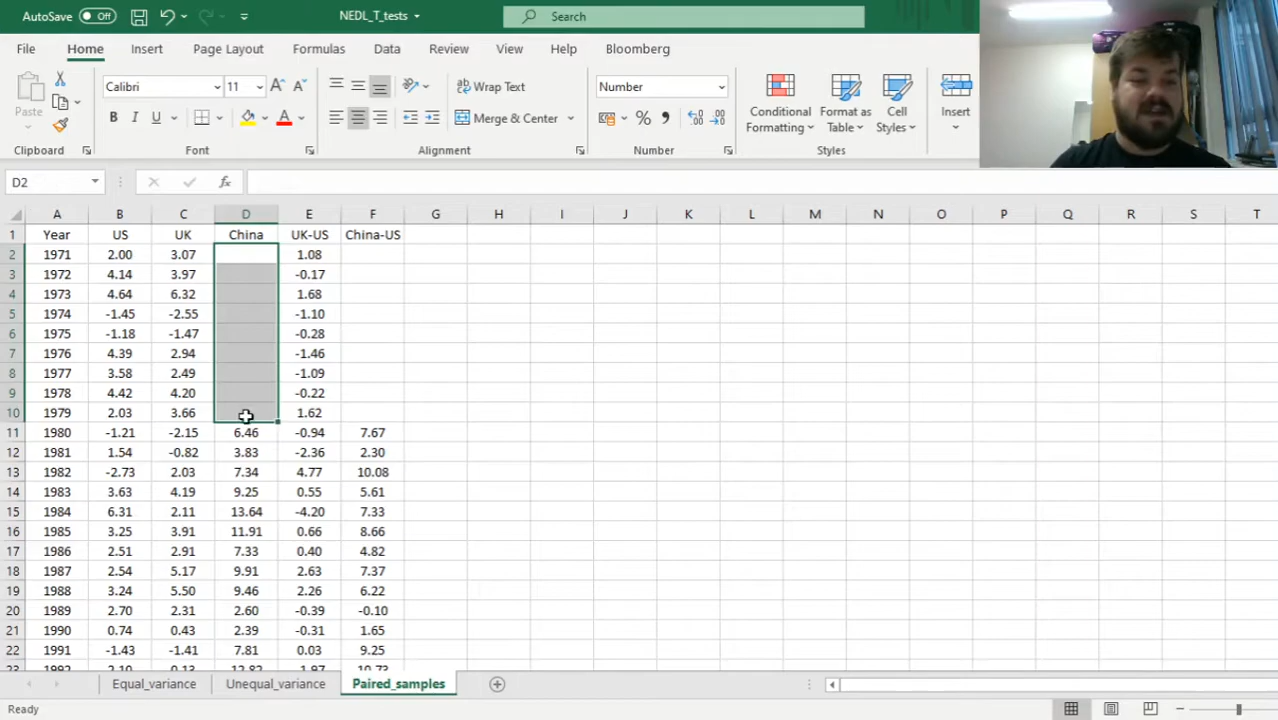 AutoSave Off NEDL_T_tests Search
File Home Insert Page Layout Formulas Data Review View Help Bloomberg
Paste Calibri 11 A A Wrap Text Number Conditional Formatting Format as Table Cell Styles Insert
B I U A Merge & Center % ,
Clipboard Font Alignment Number Styles
D2 fx
A B C D E F G H I J K L M N O P Q R S T
1 Year US UK China UK-US China-US
2 1971 2.00 3.07 1.08
3 1972 4.14 3.97 -0.17
4 1973 4.64 6.32 1.68
5 1974 -1.45 -2.55 -1.10
6 1975 -1.18 -1.47 -0.28
7 1976 4.39 2.94 -1.46
8 1977 3.58 2.49 -1.09
9 1978 4.42 4.20 -0.22
10 1979 2.03 3.66 1.62
11 1980 -1.21 -2.15 6.46 -0.94 7.67
12 1981 1.54 -0.82 3.83 -2.36 2.30
13 1982 -2.73 2.03 7.34 4.77 10.08
14 1983 3.63 4.19 9.25 0.55 5.61
15 1984 6.31 2.11 13.64 -4.20 7.33
16 1985 3.25 3.91 11.91 0.66 8.66
17 1986 2.51 2.91 7.33 0.40 4.82
18 1987 2.54 5.17 9.91 2.63 7.37
19 1988 3.24 5.50 9.46 2.26 6.22
20 1989 2.70 2.31 2.60 -0.39 -0.10
21 1990 0.74 0.43 2.39 -0.31 1.65
22 1991 -1.43 -1.41 7.81 0.03 9.25
23 1992 2.10 0.13 12.82 -1.97 10.73
Equal_variance Unequal_variance Paired_samples
Ready